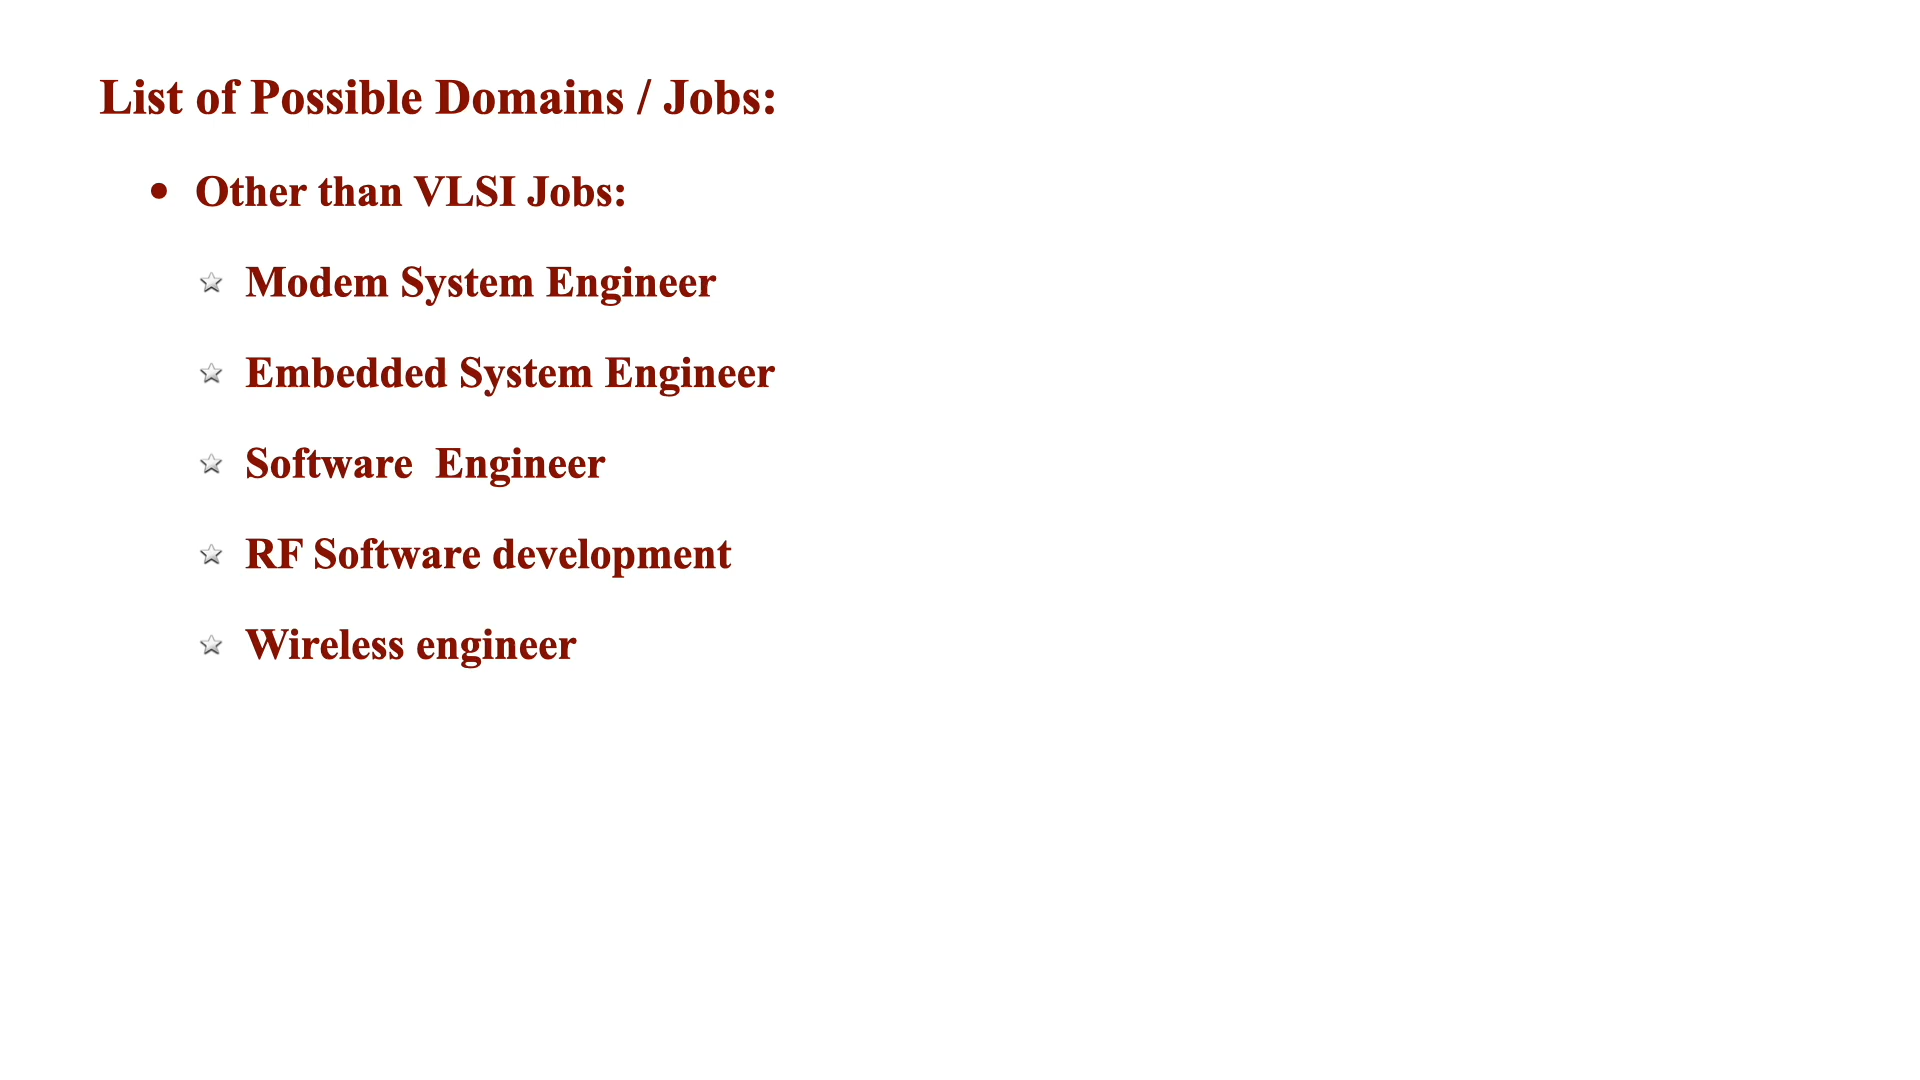 List of Possible Domains / Jobs:
• Other than VLSI Jobs:
☆ Modem System Engineer
☆ Embedded System Engineer
☆ Software  Engineer
☆ RF Software development
☆ Wireless engineer